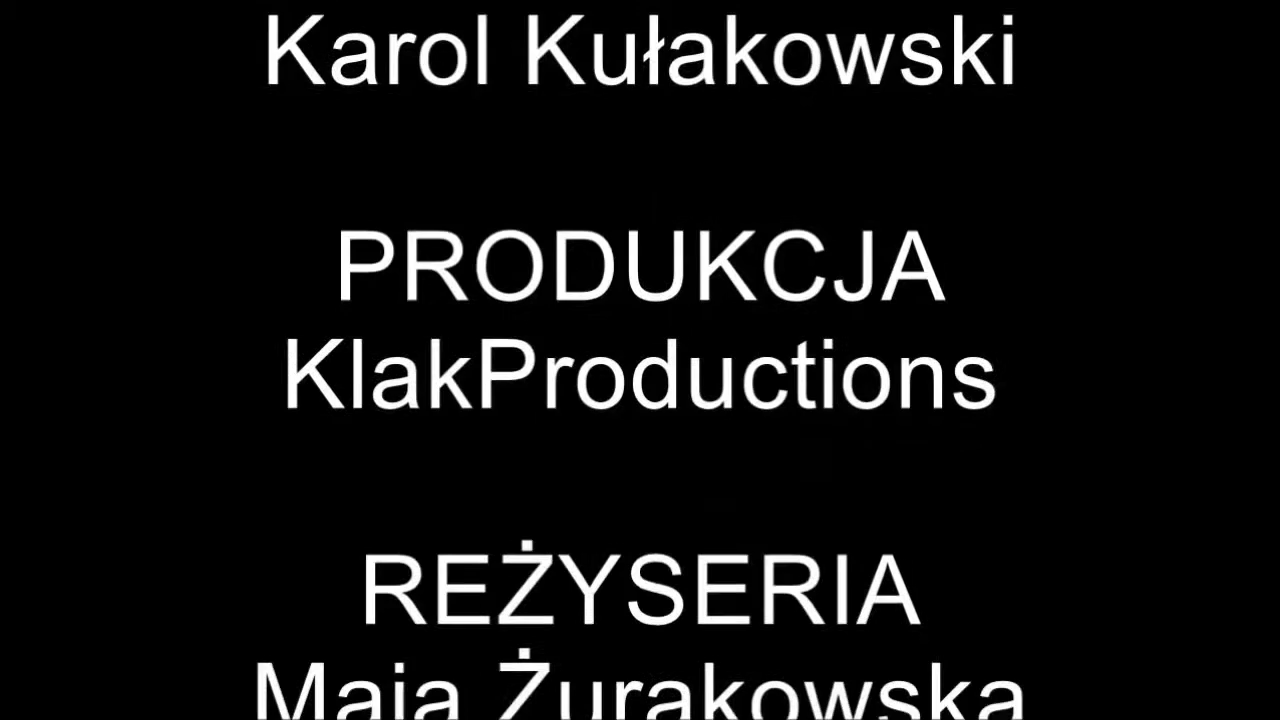 Karol Kułakowski
PRODUKCJA
KlakProductions
REŻYSERIA
Maja Żurakowska